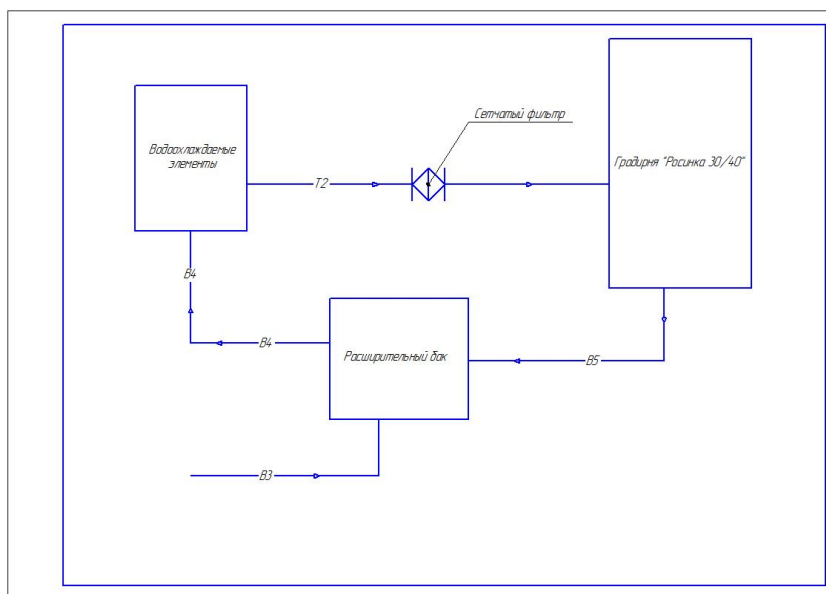 Сетчатый фильтр
Водоохлаждаемые
элементы
Градирня "Росинка 30/40"
Т2
В4
В4
Расширительный бак
В5
В3